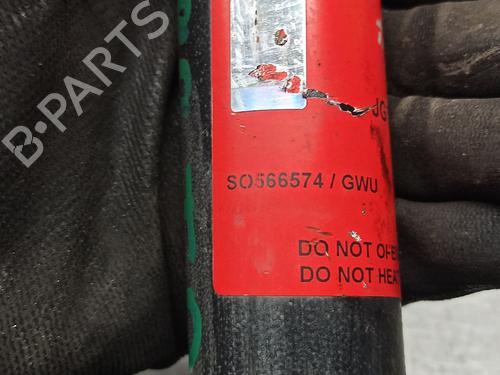 B-PARTS
JG
SO566574 / GWU
DO NOT OPE
DO NOT HEAT